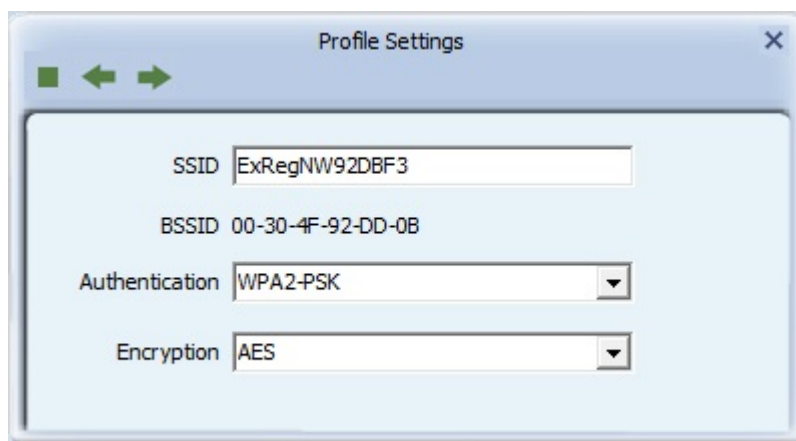 Profile Settings
SSID ExRegNW92DBF3
BSSID 00-30-4F-92-DD-0B
Authentication WPA2-PSK
Encryption AES